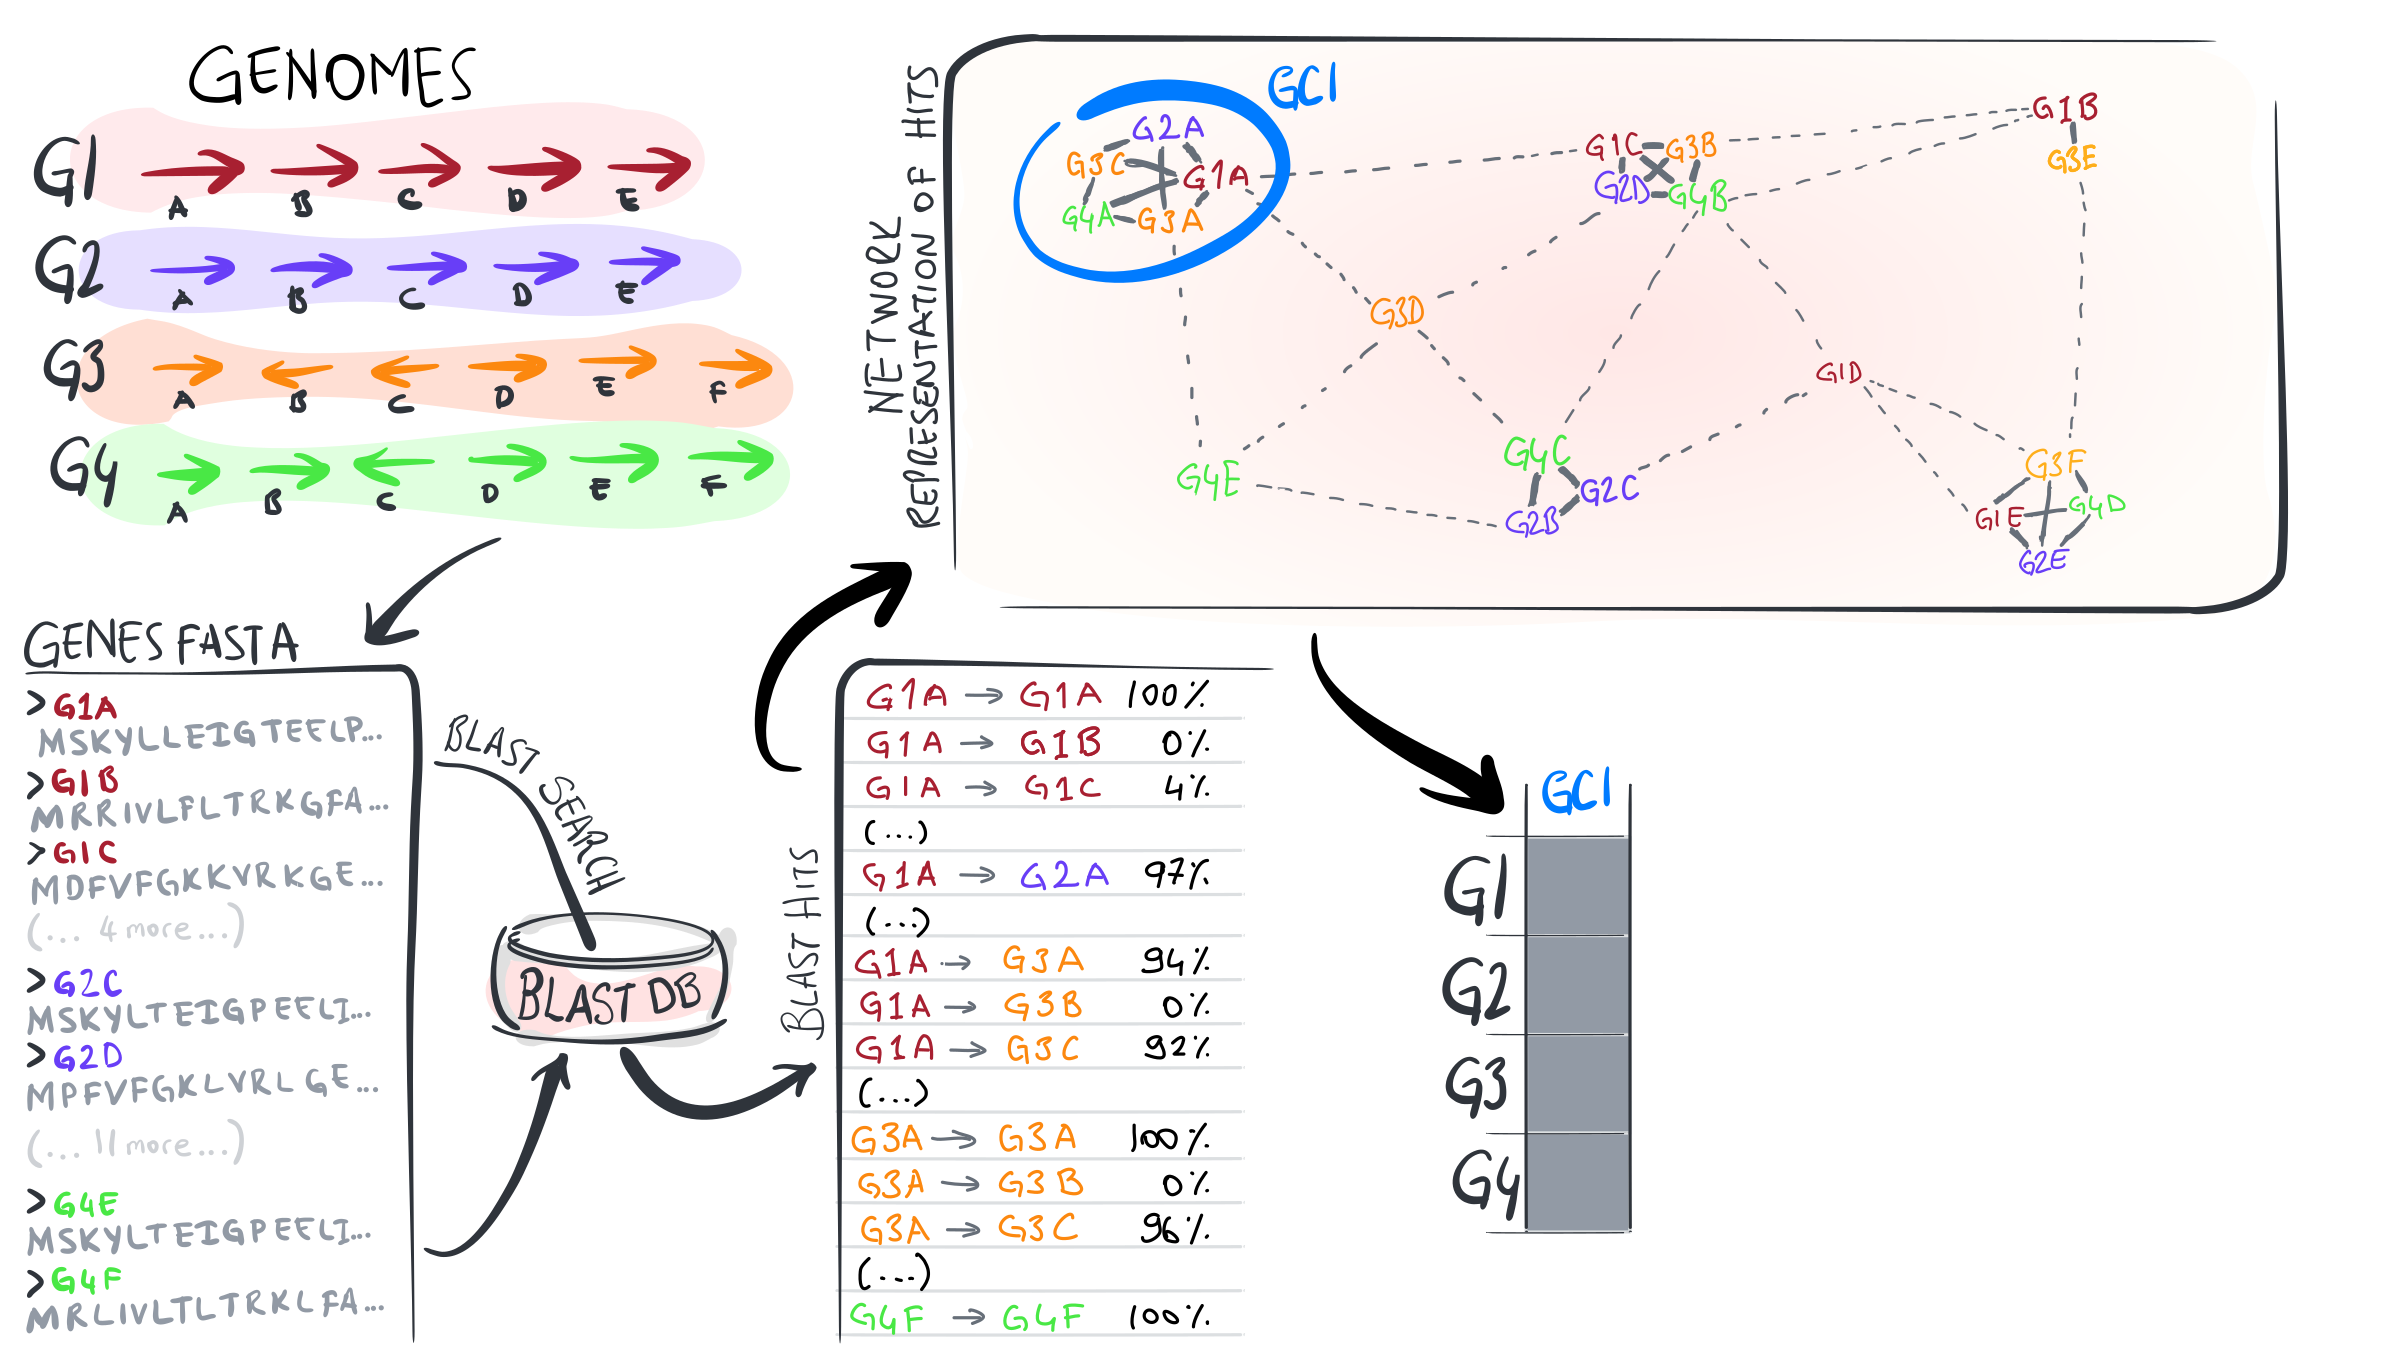 GENOMES
G1
A B C D E
G2
A B C D E
G3
A B C D E F
G4
A B C D E F
GENES FASTA
>G1A
MSKYLLEIGTEELP...
>G1B
MRRIVLFLTRKGFA...
>G1C
MDFVFGKKVRKGE...
(... 4 more...)
>G2C
MSKYLTEIGPEELI...
>G2D
MPFVFGKLVRLGE...
(... 11 more...)
>G4E
MSKYLTEIGPEELI...
>G4F
MRLIVLTLTRKLFA...
BLAST SEARCH
BLAST DB
BLAST HITS
G1A → G1A 100%
G1A → G1B 0%
G1A → G1C 4%
(...)
G1A → G2A 97%
(...)
G1A → G3A 94%
G1A → G3B 0%
G1A → G3C 92%
(...)
G3A → G3A 100%
G3A → G3B 0%
G3A → G3C 96%
(...)
G4F → G4F 100%
NETWORK
REPRESENTATION OF HITS
GC1
G2A
G3C
G1A
G4A
G3A
G1C
G3B
G2D
G4B
G1B
G3E
G3D
G1D
G4E
G4C
G2C
G2B
G3F
G1E
G4D
G2E
GC1
G1
G2
G3
G4